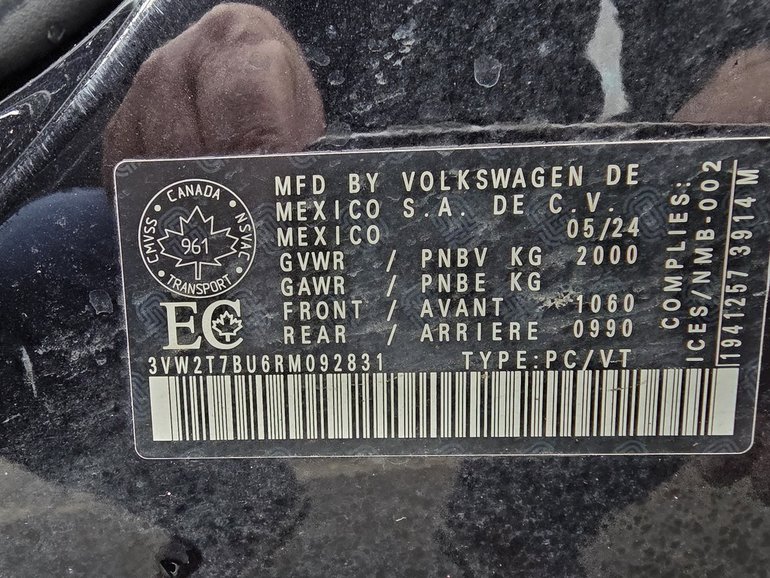 CANADA
CMVSS
NSVAC
961
TRANSPORT
EC
MFD BY VOLKSWAGEN DE
MEXICO S.A. DE C.V.
MEXICO 05/24
GVWR / PNBV KG 2000
GAWR / PNBE KG
FRONT / AVANT 1060
REAR / ARRIERE 0990
3VW2T7BU6RM092831 TYPE:PC/VT
COMPLIES:
ICES/NMB-002
1941257 3914 M